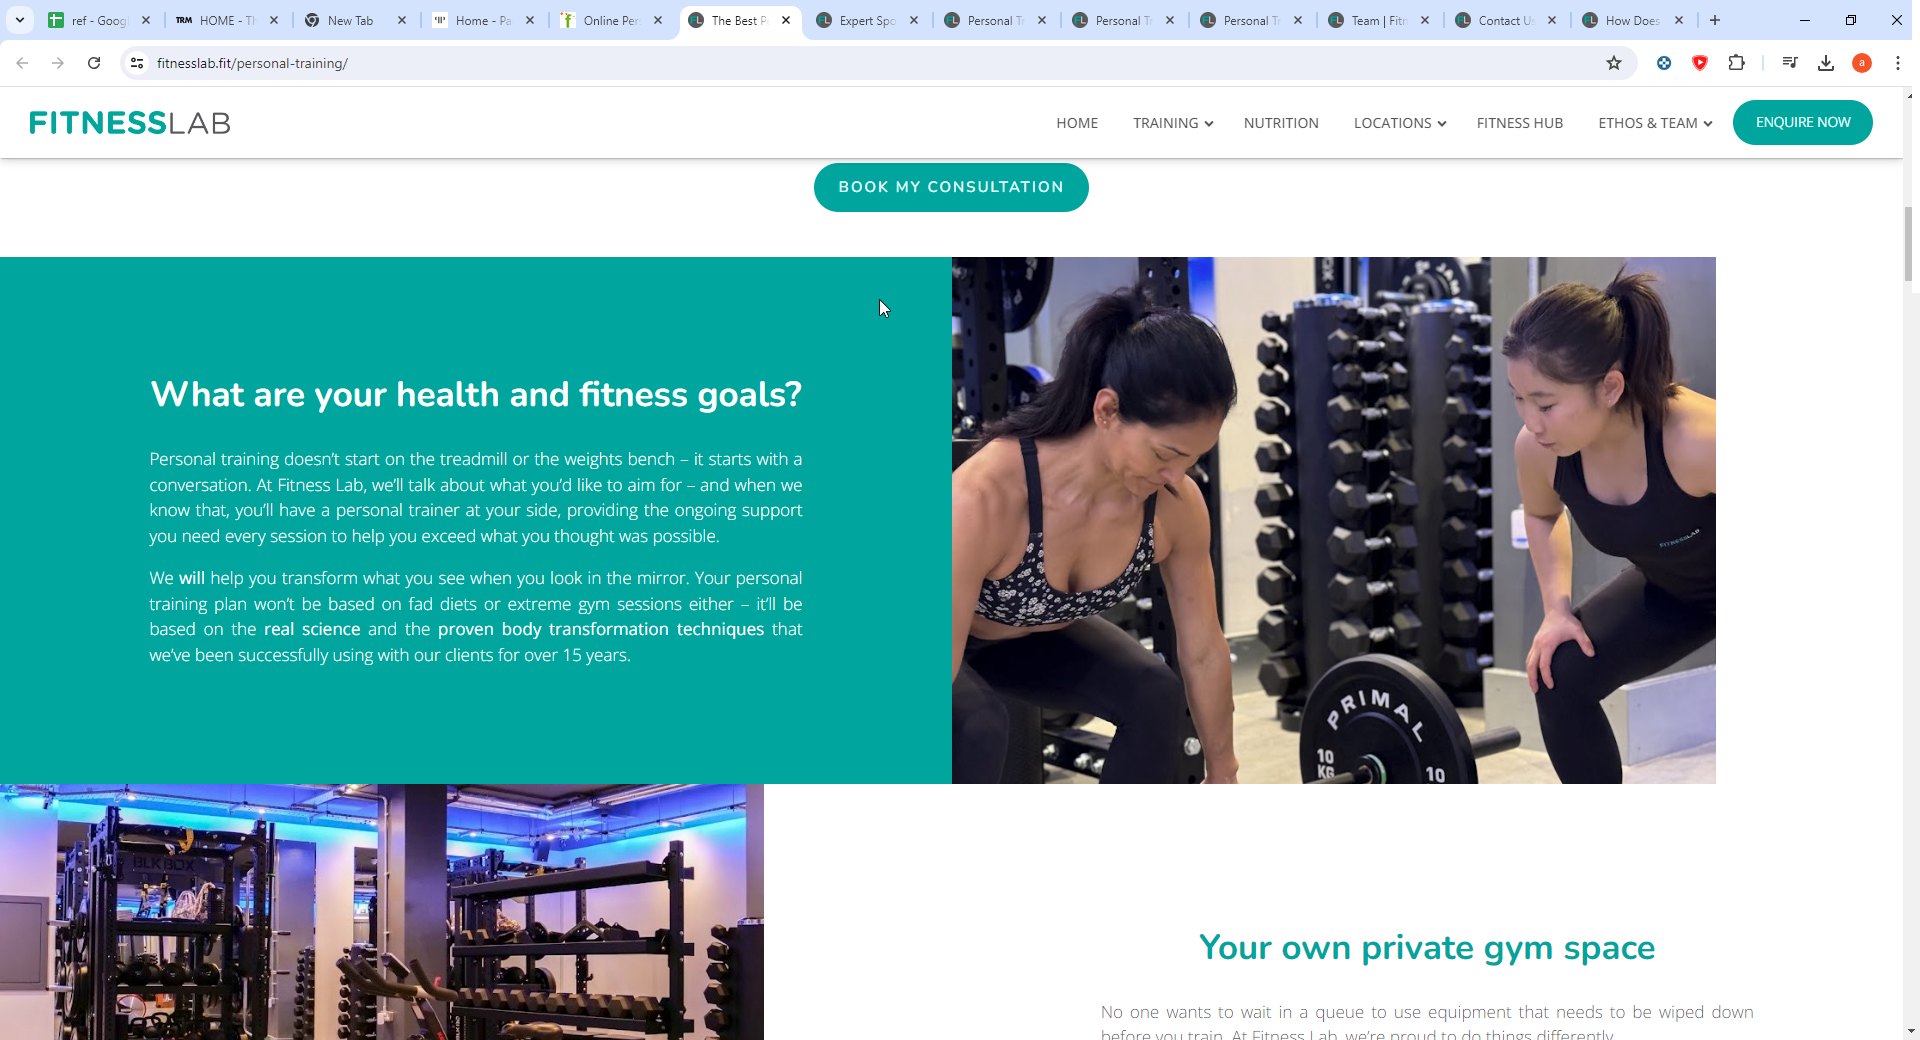 ref - Goog
HOME - T
New Tab
Home - Pa
Online Per
The Best P
Expert Spo
Personal T
Personal T
Personal T
Team | Fit
Contact U
How Does
fitnesslab.fit/personal-training/
a
FITNESSLAB
HOME
TRAINING
NUTRITION
LOCATIONS
FITNESS HUB
ETHOS & TEAM
ENQUIRE NOW
BOOK MY CONSULTATION
What are your health and fitness goals?
Personal training doesn’t start on the treadmill or the weights bench – it starts with a
conversation. At Fitness Lab, we’ll talk about what you’d like to aim for – and when we
know that, you’ll have a personal trainer at your side, providing the ongoing support
you need every session to help you exceed what you thought was possible.
We will help you transform what you see when you look in the mirror. Your personal
training plan won’t be based on fad diets or extreme gym sessions either – it’ll be
based on the real science and the proven body transformation techniques that
we’ve been successfully using with our clients for over 15 years.
FITNESSLAB
PRIMAL
10
KG
10
BLKBOX
Your own private gym space
No one wants to wait in a queue to use equipment that needs to be wiped down
before you train. At Fitness Lab, we’re proud to do things differently.